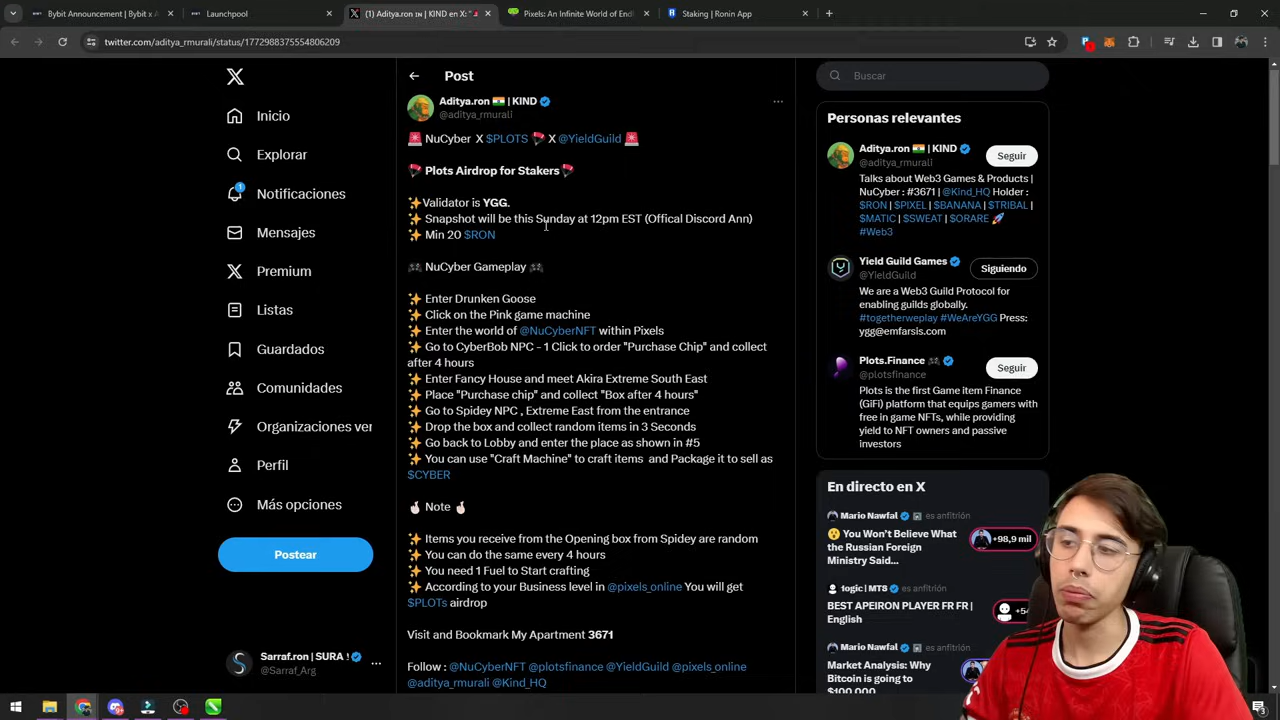 Bybit Announcement | Bybit x A
Launchpool
(1) Aditya.ron IN | KIND en X: "
Pixels: An Infinite World of Endl
Staking | Ronin App
twitter.com/aditya_rmurali/status/1772988375554806209
Inicio
Explorar
1
Notificaciones
Mensajes
Premium
Listas
Guardados
Comunidades
Organizaciones ver
Perfil
Más opciones
Postear
Sarraf.ron | SURA
@Sarraf_Arg
Post
Aditya.ron 🇮🇳 | KIND
@aditya_rmurali
🚨 NuCyber X $PLOTS 🪂 X @YieldGuild 🚨
🪂 Plots Airdrop for Stakers 🪂
✨Validator is YGG.
✨ Snapshot will be this Sunday at 12pm EST (Offical Discord Ann)
✨ Min 20 $RON
🎮 NuCyber Gameplay 🎮
✨ Enter Drunken Goose
✨ Click on the Pink game machine
✨ Enter the world of @NuCyberNFT within Pixels
✨ Go to CyberBob NPC - 1 Click to order "Purchase Chip" and collect
after 4 hours
✨ Enter Fancy House and meet Akira Extreme South East
✨ Place "Purchase chip" and collect "Box after 4 hours"
✨ Go to Spidey NPC , Extreme East from the entrance
✨ Drop the box and collect random items in 3 Seconds
✨ Go back to Lobby and enter the place as shown in #5
✨ You can use "Craft Machine" to craft items and Package it to sell as
$CYBER
🤞🏻 Note 🤞🏻
✨ Items you receive from the Opening box from Spidey are random
✨ You can do the same every 4 hours
✨ You need 1 Fuel to Start crafting
✨ According to your Business level in @pixels_online You will get
$PLOTs airdrop
Visit and Bookmark My Apartment 3671
Follow : @NuCyberNFT @plotsfinance @YieldGuild @pixels_online
@aditya_rmurali @Kind_HQ
Buscar
Personas relevantes
Aditya.ron 🇮🇳 | KIND
@aditya_rmurali
Seguir
Talks about Web3 Games & Products |
NuCyber : #3671 | @Kind_HQ Holder :
$RON | $PIXEL | $BANANA | $TRIBAL |
$MATIC | $SWEAT | $ORARE 🚀
#Web3
Yield Guild Games
@YieldGuild
Siguiendo
We are a Web3 Guild Protocol for
enabling guilds globally.
#togetherweplay #WeAreYGG Press:
ygg@emfarsis.com
Plots.Finance 🎮
@plotsfinance
Seguir
Plots is the first Game item Finance
(GiFi) platform that equips gamers with
free in game NFTs, while providing
yield to NFT owners and passive
investors
En directo en X
Mario Nawfal es anfitrión
😯 You Won't Believe What
the Russian Foreign
Ministry Said...
+98,9 mil
1ogic | MTS es anfitrión
BEST APEIRON PLAYER FR FR |
English
Mario Nawfal es anfitrión
Market Analysis: Why
Bitcoin is going to
$100,000